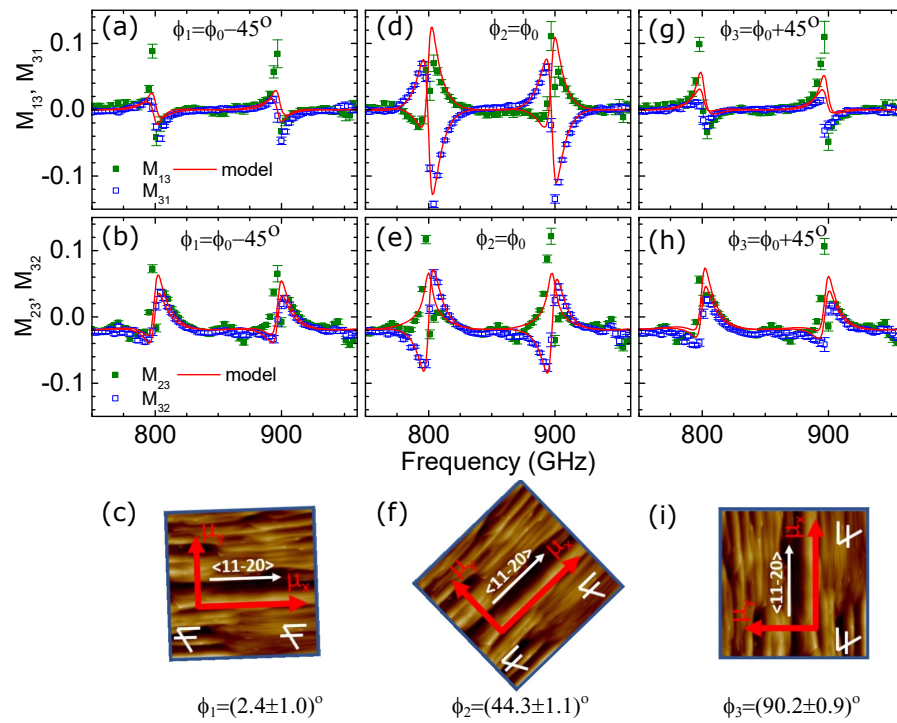 (a) ϕ₁=ϕ₀−45°
(d) ϕ₂=ϕ₀
(g) ϕ₃=ϕ₀+45°
M₁₃, M₃₁
0.1
0.0
-0.1
M₁₃ model
M₃₁
(b) ϕ₁=ϕ₀−45°
(e) ϕ₂=ϕ₀
(h) ϕ₃=ϕ₀+45°
M₂₃, M₃₂
0.1
0.0
-0.1
M₂₃ model
M₃₂
800 900 800 900 800 900
Frequency (GHz)
(c)
μᵧ
<11-20>
μₓ
(f)
μᵧ
<11-20>
μₓ
(i)
μₓ
<11-20>
μᵧ
ϕ₁=(2.4±1.0)°
ϕ₂=(44.3±1.1)°
ϕ₃=(90.2±0.9)°